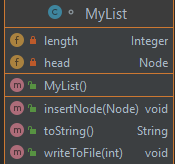 MyList
length Integer
head Node
MyList()
insertNode(Node) void
toString() String
writeToFile(int) void